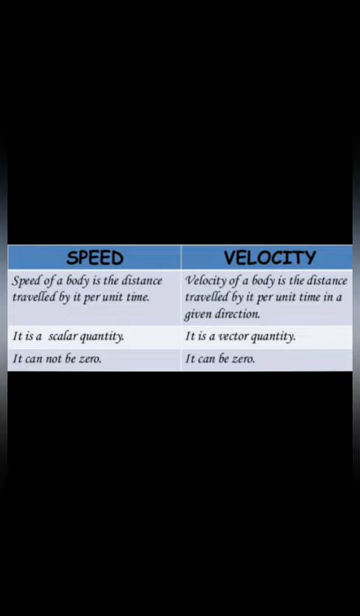 SPEED
VELOCITY
Speed of a body is the distance
travelled by it per unit time.
Velocity of a body is the distance
travelled by it per unit time in a
given direction.
It is a scalar quantity.
It is a vector quantity.
It can not be zero.
It can be zero.